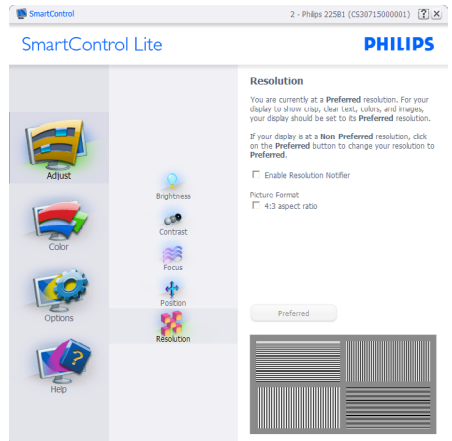 SmartControl
2 - Philips 225B1 (CS30715000001)
SmartControl Lite
PHILIPS
Adjust
Color
Options
Help
Brightness
Contrast
Focus
Position
Resolution
Resolution
You are currently at a Preferred resolution. For your
display to show crisp, clear text, colors, and images,
your display should be set to its Preferred resolution.
If your display is at a Non Preferred resolution, click
on the Preferred button to change your resolution to
Preferred.
Enable Resolution Notifier
Picture Format
4:3 aspect ratio
Preferred